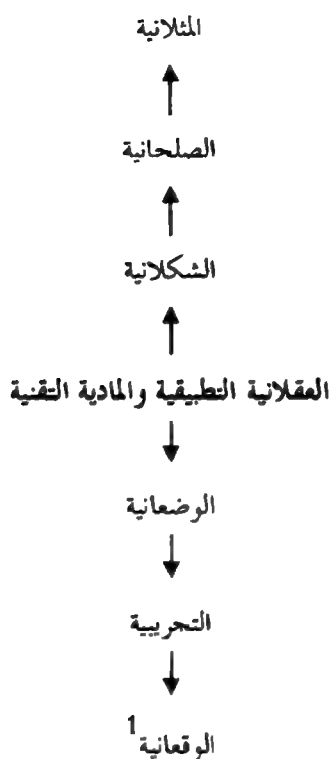 المثلانية
الصلحانية
الشكلانية
العقلانية التطبيقية والمادية التقنية
الوضعانية
التجريبية
الوقعانية1